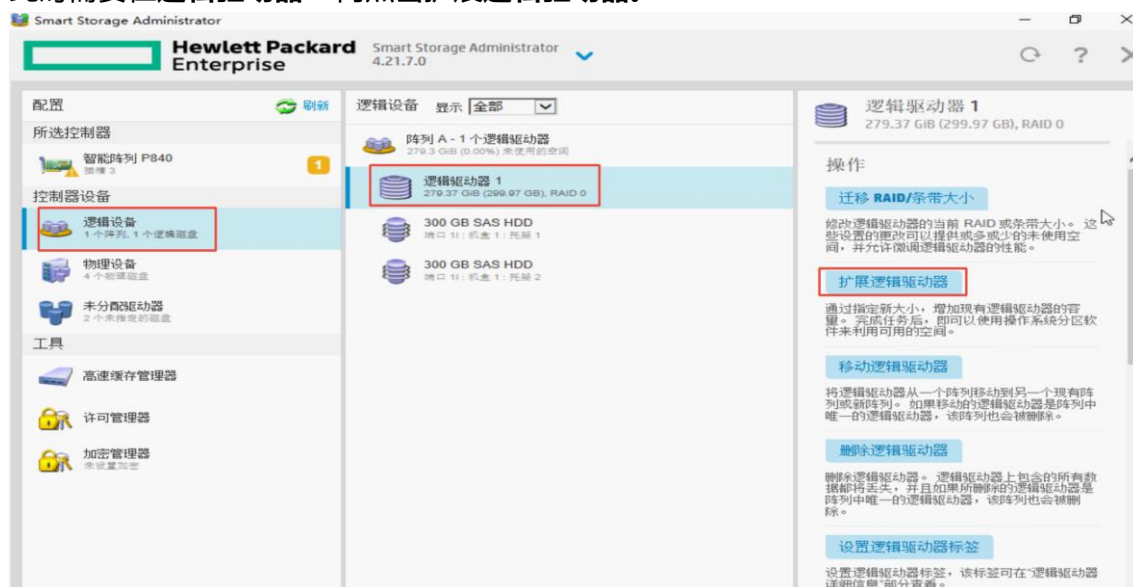 此时需要在逻辑驱动器 1 内点击扩展逻辑驱动器。
Smart Storage Administrator
Hewlett Packard
Enterprise
Smart Storage Administrator
4.21.7.0
配置
刷新
所选控制器
智能阵列 P840
插槽 3
1
控制器设备
逻辑设备
1 个阵列, 1 个逻辑磁盘
物理设备
4 个物理磁盘
未分配驱动器
2 个未指定的磁盘
工具
高速缓存管理器
许可管理器
加密管理器
未设置加密
逻辑设备 显示 全部
阵列 A - 1 个逻辑驱动器
279.3 GiB (0.00%) 未使用的空间
逻辑驱动器 1
279.37 GiB (299.97 GB), RAID 0
300 GB SAS HDD
端口 1I : 机盒 1 : 托架 1
300 GB SAS HDD
端口 1I : 机盒 1 : 托架 2
逻辑驱动器 1
279.37 GiB (299.97 GB), RAID 0
操作
迁移 RAID/条带大小
修改逻辑驱动器的当前 RAID 或条带大小。 这
些设置的更改可以提供或多或少的未使用空
间，并允许微调逻辑驱动器的性能。
扩展逻辑驱动器
通过指定新大小，增加现有逻辑驱动器的容
量。 完成任务后，即可以使用操作系统分区软
件来利用可用的空间。
移动逻辑驱动器
将逻辑驱动器从一个阵列移动到另一个现有阵
列或新阵列。 如果移动的逻辑驱动器是阵列中
唯一的逻辑驱动器，该阵列也会被删除。
删除逻辑驱动器
删除逻辑驱动器。 逻辑驱动器上包含的所有数
据都将丢失，并且如果所删除的逻辑驱动器是
阵列中唯一的逻辑驱动器，该阵列也会被删
除。
设置逻辑驱动器标签
设置逻辑驱动器标签，该标签可在“逻辑驱动器
详细信息”部分查看。